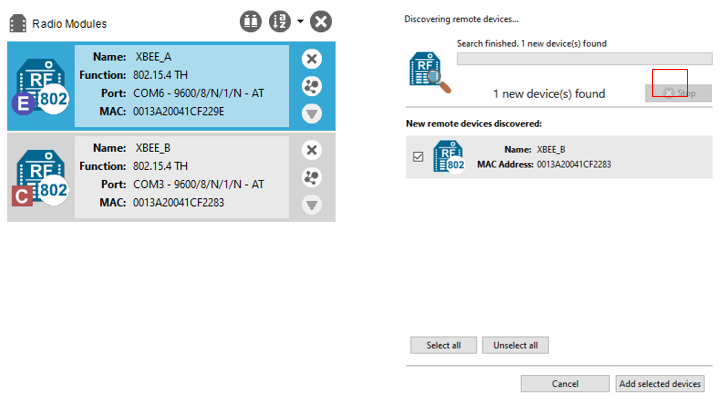 Radio Modules
RF
E
802
Name: XBEE_A
Function: 802.15.4 TH
Port: COM6 - 9600/8/N/1/N - AT
MAC: 0013A20041CF229E
RF
C
802
Name: XBEE_B
Function: 802.15.4 TH
Port: COM3 - 9600/8/N/1/N - AT
MAC: 0013A20041CF2283
Discovering remote devices...
Search finished. 1 new device(s) found
RF
1 new device(s) found
Stop
New remote devices discovered:
RF
802
Name: XBEE_B
MAC Address: 0013A20041CF2283
Select all
Unselect all
Cancel
Add selected devices